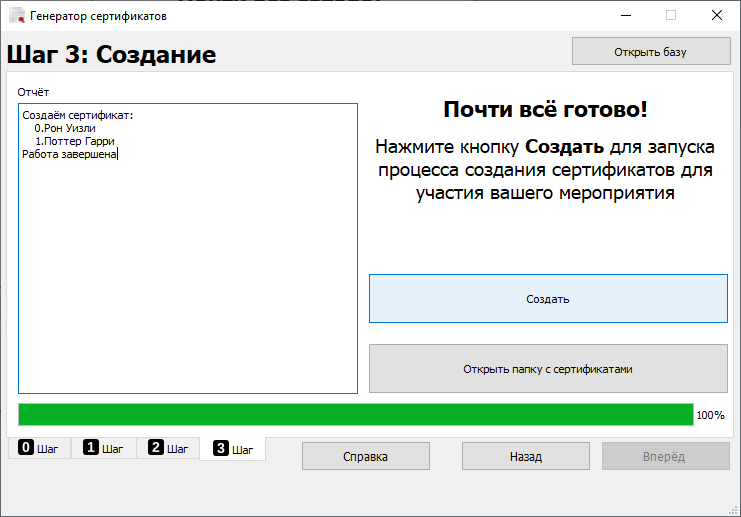 Генератор сертификатов
Шаг 3: Создание
Открыть базу
Отчёт
Создаём сертификат:
0.Рон Уизли
1.Поттер Гарри
Работа завершена
Почти всё готово!
Нажмите кнопку Создать для запуска
процесса создания сертификатов для
участия вашего мероприятия
Создать
Открыть папку с сертификатами
100%
0 Шаг
1 Шаг
2 Шаг
3 Шаг
Справка
Назад
Вперёд